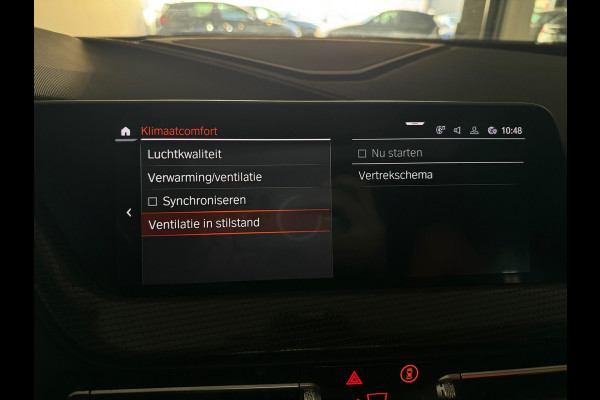 Klimaatcomfort
10:48
Luchtkwaliteit
Verwarming/ventilatie
Synchroniseren
Ventilatie in stilstand
Nu starten
Vertrekschema